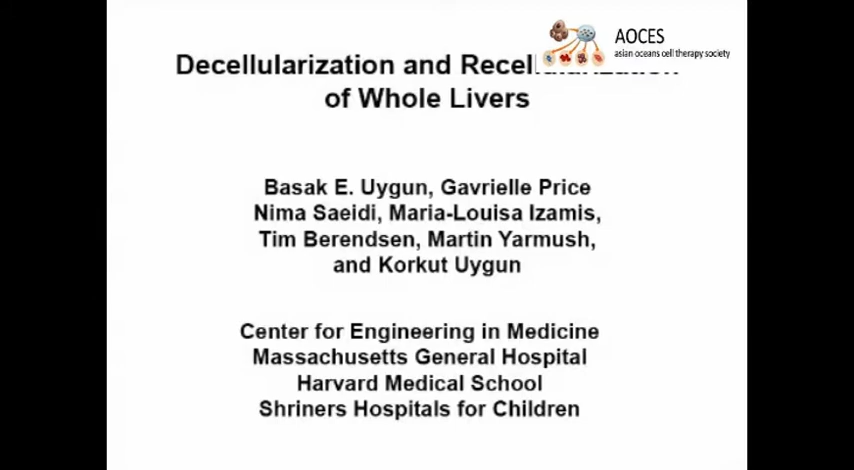 AOCES
asian oceans cell therapy society
Decellularization and Recellularization
of Whole Livers
Basak E. Uygun, Gavrielle Price
Nima Saeidi, Maria-Louisa Izamis,
Tim Berendsen, Martin Yarmush,
and Korkut Uygun
Center for Engineering in Medicine
Massachusetts General Hospital
Harvard Medical School
Shriners Hospitals for Children